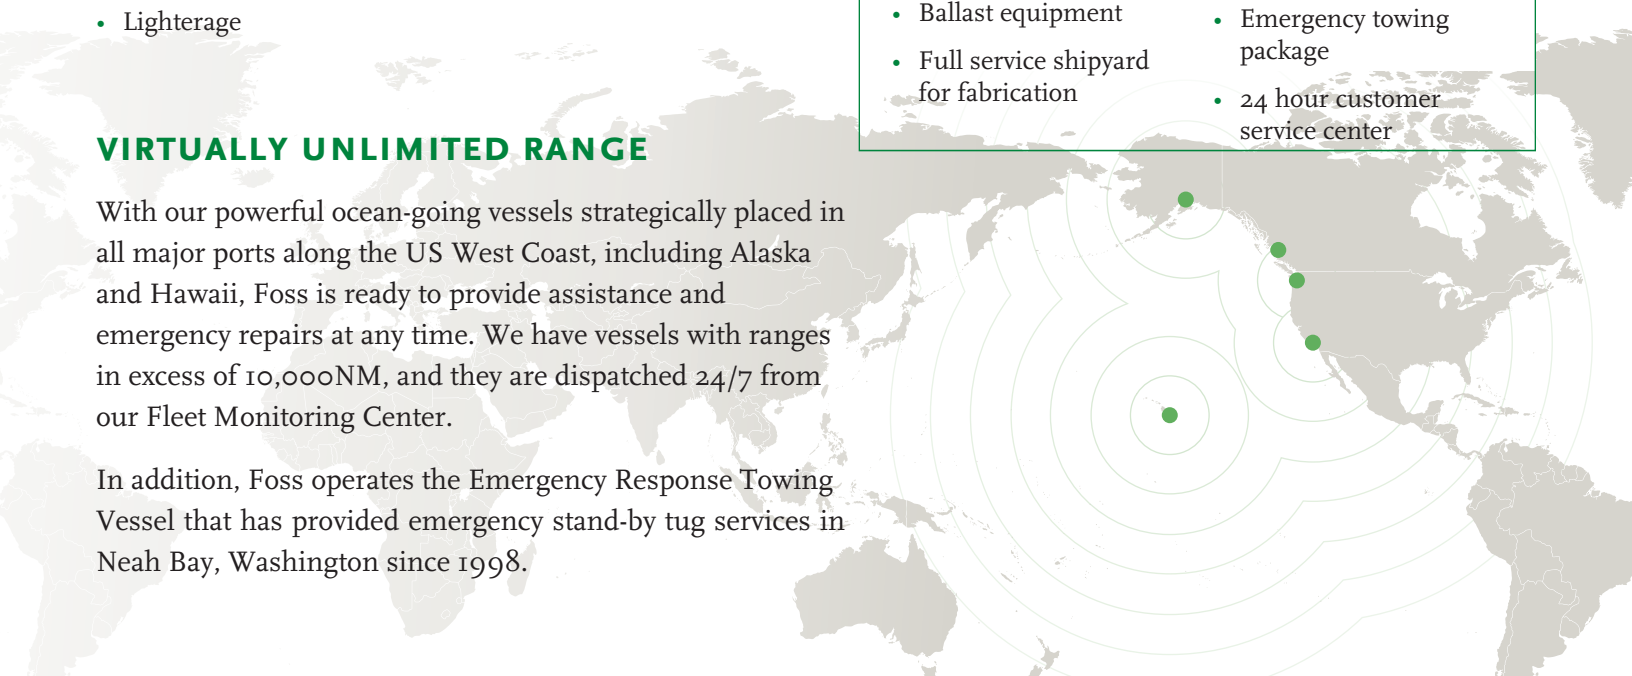 • Lighterage
• Ballast equipment
• Full service shipyard
for fabrication
• Emergency towing
package
• 24 hour customer
service center
VIRTUALLY UNLIMITED RANGE
With our powerful ocean-going vessels strategically placed in
all major ports along the US West Coast, including Alaska
and Hawaii, Foss is ready to provide assistance and
emergency repairs at any time. We have vessels with ranges
in excess of 10,000NM, and they are dispatched 24/7 from
our Fleet Monitoring Center.
In addition, Foss operates the Emergency Response Towing
Vessel that has provided emergency stand-by tug services in
Neah Bay, Washington since 1998.